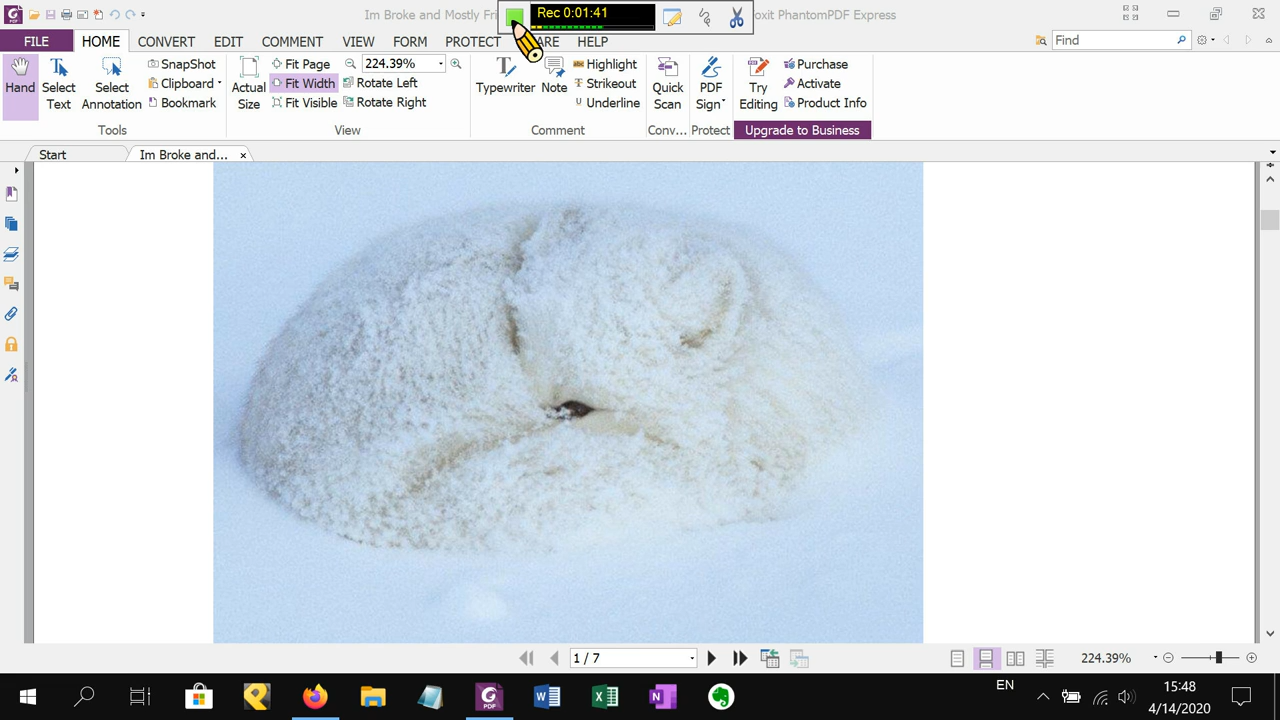 Im Broke and Mostly Fri
oxit PhantomPDF Express
Rec 0:01:41
FILE HOME CONVERT EDIT COMMENT VIEW FORM PROTECT ARE HELP
Find
Hand
Select Text
Select Annotation
SnapShot
Clipboard
Bookmark
Tools
Actual Size
Fit Page
Fit Width
Fit Visible
224.39%
Rotate Left
Rotate Right
View
Typewriter
Note
Highlight
Strikeout
Underline
Comment
Quick Scan
Conv...
PDF Sign
Protect
Try Editing
Purchase
Activate
Product Info
Upgrade to Business
Start
Im Broke and...
1 / 7
224.39%
PDF
EN
15:48
4/14/2020